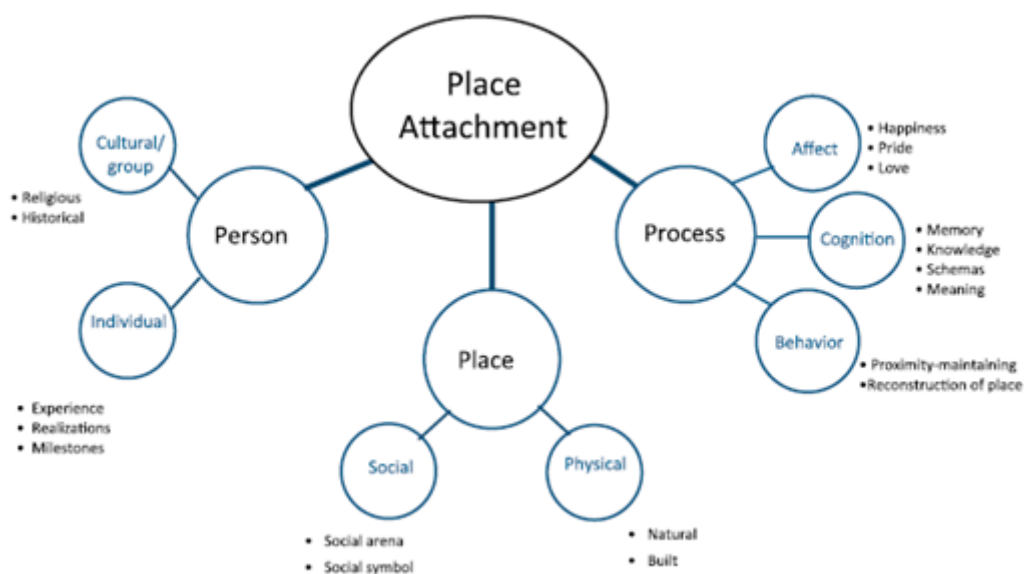 Place
Attachment
Person
Cultural/
group
• Religious
• Historical
Individual
• Experience
• Realizations
• Milestones
Place
Social
• Social arena
• Social symbol
Physical
• Natural
• Built
Process
Affect
• Happiness
• Pride
• Love
Cognition
• Memory
• Knowledge
• Schemas
• Meaning
Behavior
• Proximity-maintaining
•Reconstruction of place